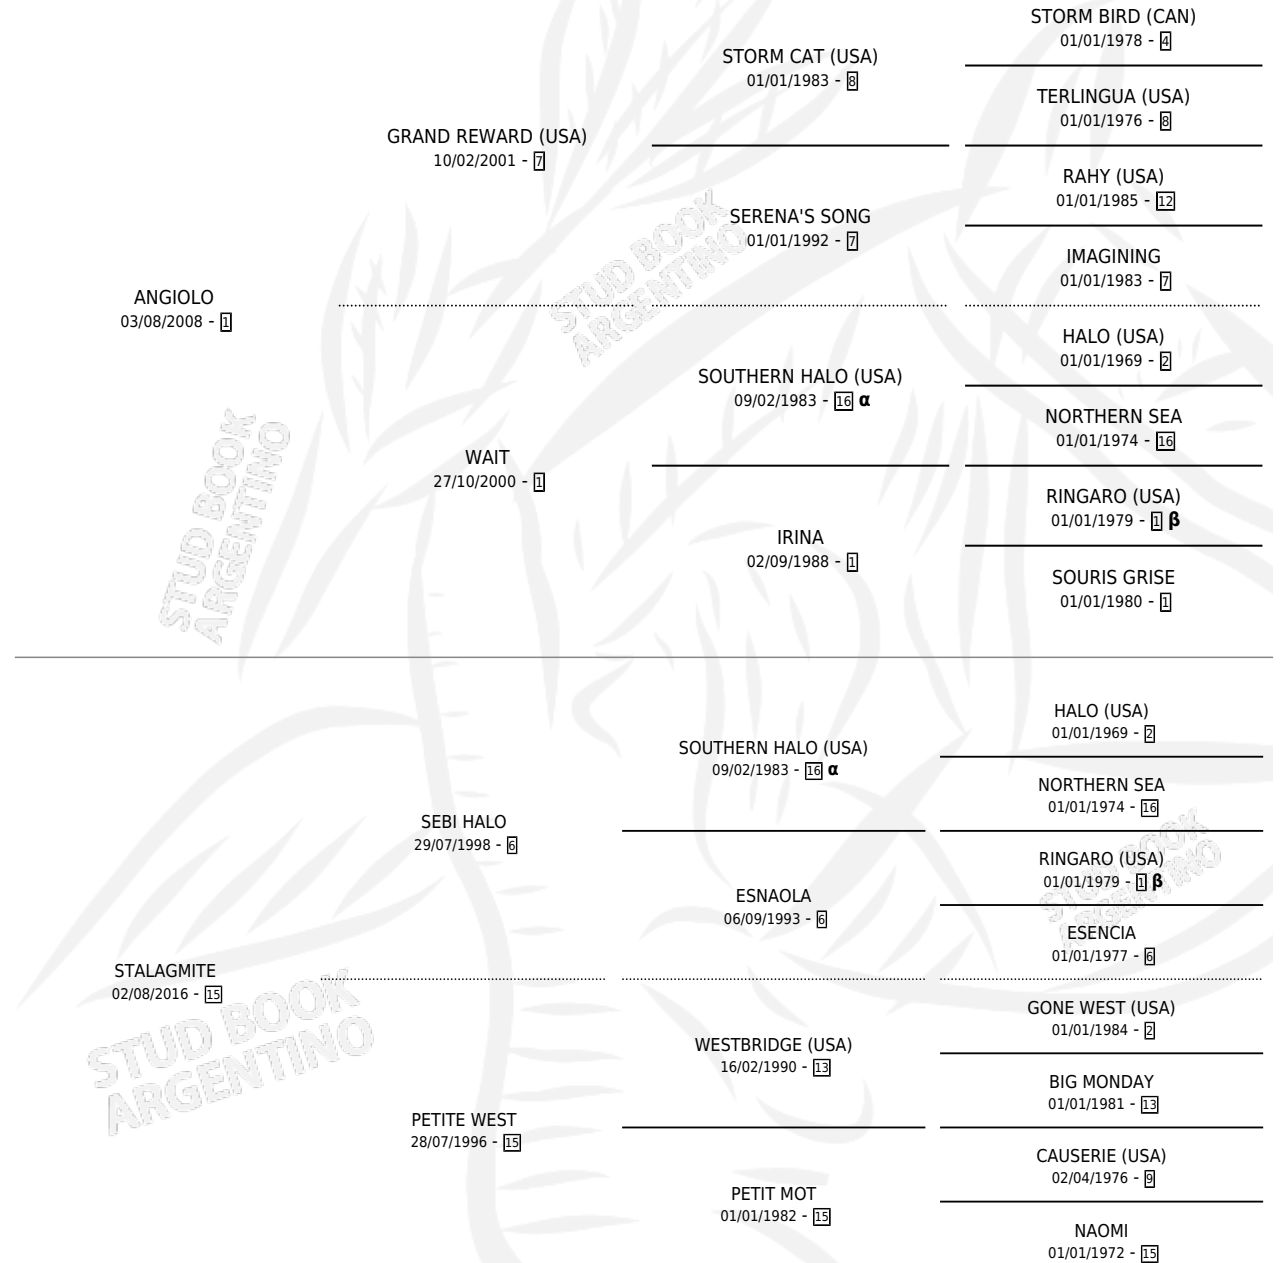 STORM BIRD (CAN)
01/01/1978 - 4
STORM CAT (USA)
01/01/1983 - 8
TERLINGUA (USA)
01/01/1976 - 8
GRAND REWARD (USA)
10/02/2001 - 7
RAHY (USA)
01/01/1985 - 12
SERENA'S SONG
01/01/1992 - 7
IMAGINING
01/01/1983 - 7
ANGIOLO
03/08/2008 - 1
HALO (USA)
01/01/1969 - 2
SOUTHERN HALO (USA)
09/02/1983 - 16 α
NORTHERN SEA
01/01/1974 - 16
WAIT
27/10/2000 - 1
RINGARO (USA)
01/01/1979 - 1 β
IRINA
02/09/1988 - 1
SOURIS GRISE
01/01/1980 - 1
STUD BOOK
ARGENTINO
STUD BOOK
ARGENTINO
HALO (USA)
01/01/1969 - 2
SOUTHERN HALO (USA)
09/02/1983 - 16 α
NORTHERN SEA
01/01/1974 - 16
SEBI HALO
29/07/1998 - 6
RINGARO (USA)
01/01/1979 - 1 β
ESNAOLA
06/09/1993 - 6
ESENCIA
01/01/1977 - 6
STALAGMITE
02/08/2016 - 15
GONE WEST (USA)
01/01/1984 - 2
WESTBRIDGE (USA)
16/02/1990 - 13
BIG MONDAY
01/01/1981 - 13
PETITE WEST
28/07/1996 - 15
CAUSERIE (USA)
02/04/1976 - 9
PETIT MOT
01/01/1982 - 15
NAOMI
01/01/1972 - 15
STUD BOOK
ARGENTINO
STUD BOOK
ARGENTINO